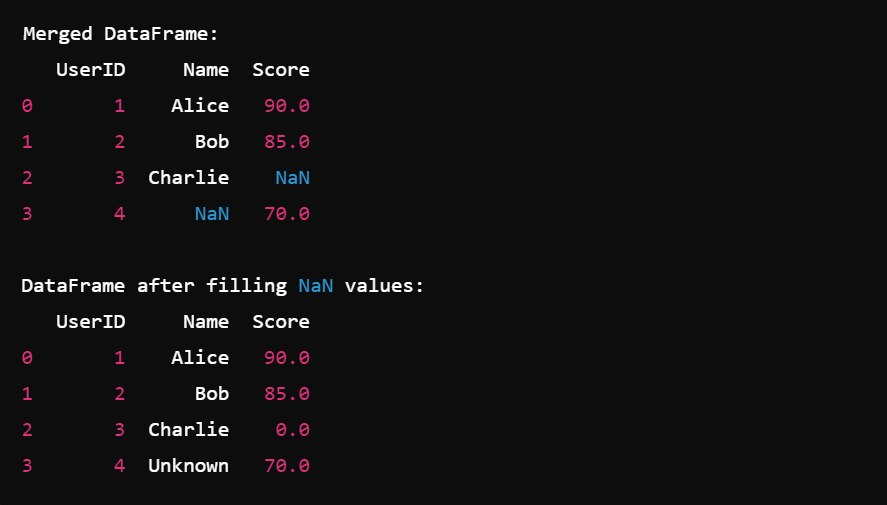 Merged DataFrame:
   UserID     Name  Score
0       1    Alice   90.0
1       2      Bob   85.0
2       3  Charlie    NaN
3       4      NaN   70.0

DataFrame after filling NaN values:
   UserID     Name  Score
0       1    Alice   90.0
1       2      Bob   85.0
2       3  Charlie    0.0
3       4  Unknown   70.0